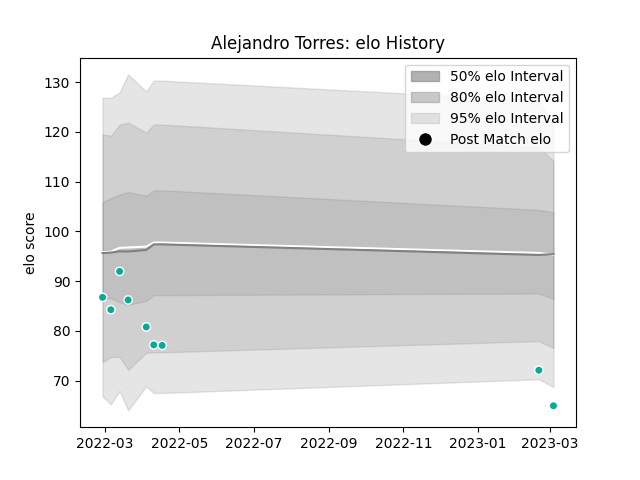 Alejandro Torres: elo History
50% elo Interval
80% elo Interval
95% elo Interval
Post Match elo
elo score
130
120
110
100
90
80
70
2022-03 2022-05 2022-07 2022-09 2022-11 2023-01 2023-03